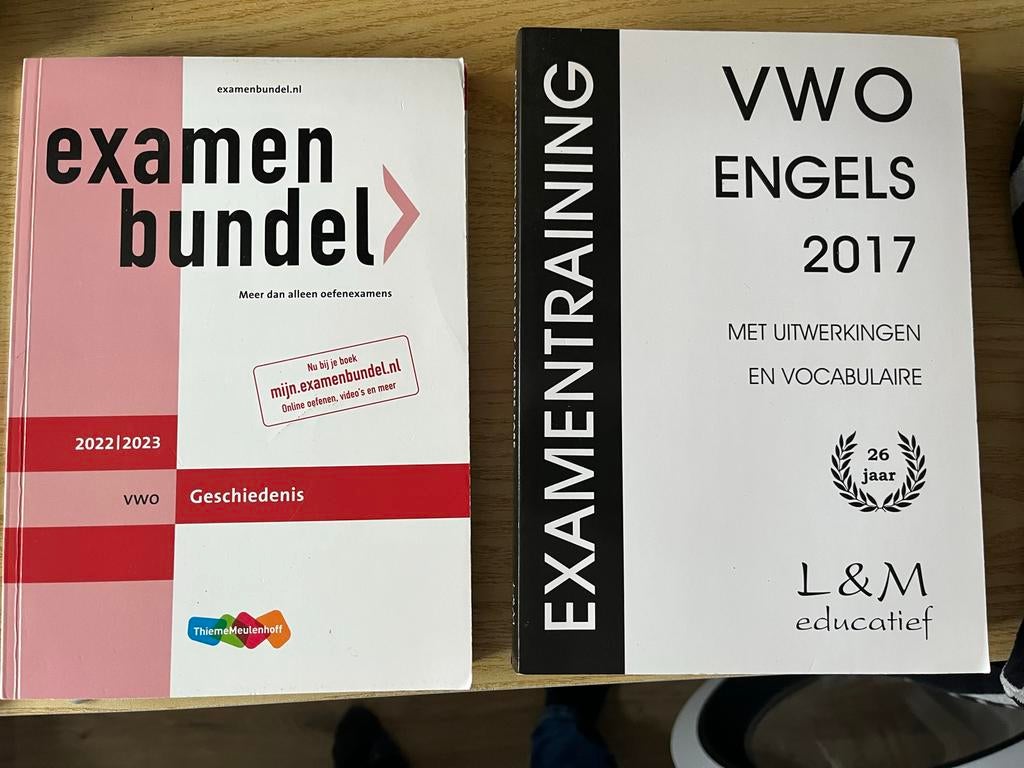 examenbundel.nl
examen
bundel
Meer dan alleen oefenexamens
Nu bij je boek
mijn.examenbundel.nl
Online oefenen, video's en meer
2022|2023
vwo
Geschiedenis
ThiemeMeulenhoff
EXAMENTRAINING
VWO
ENGELS
2017
MET UITWERKINGEN
EN VOCABULAIRE
26
jaar
L&M
educatief